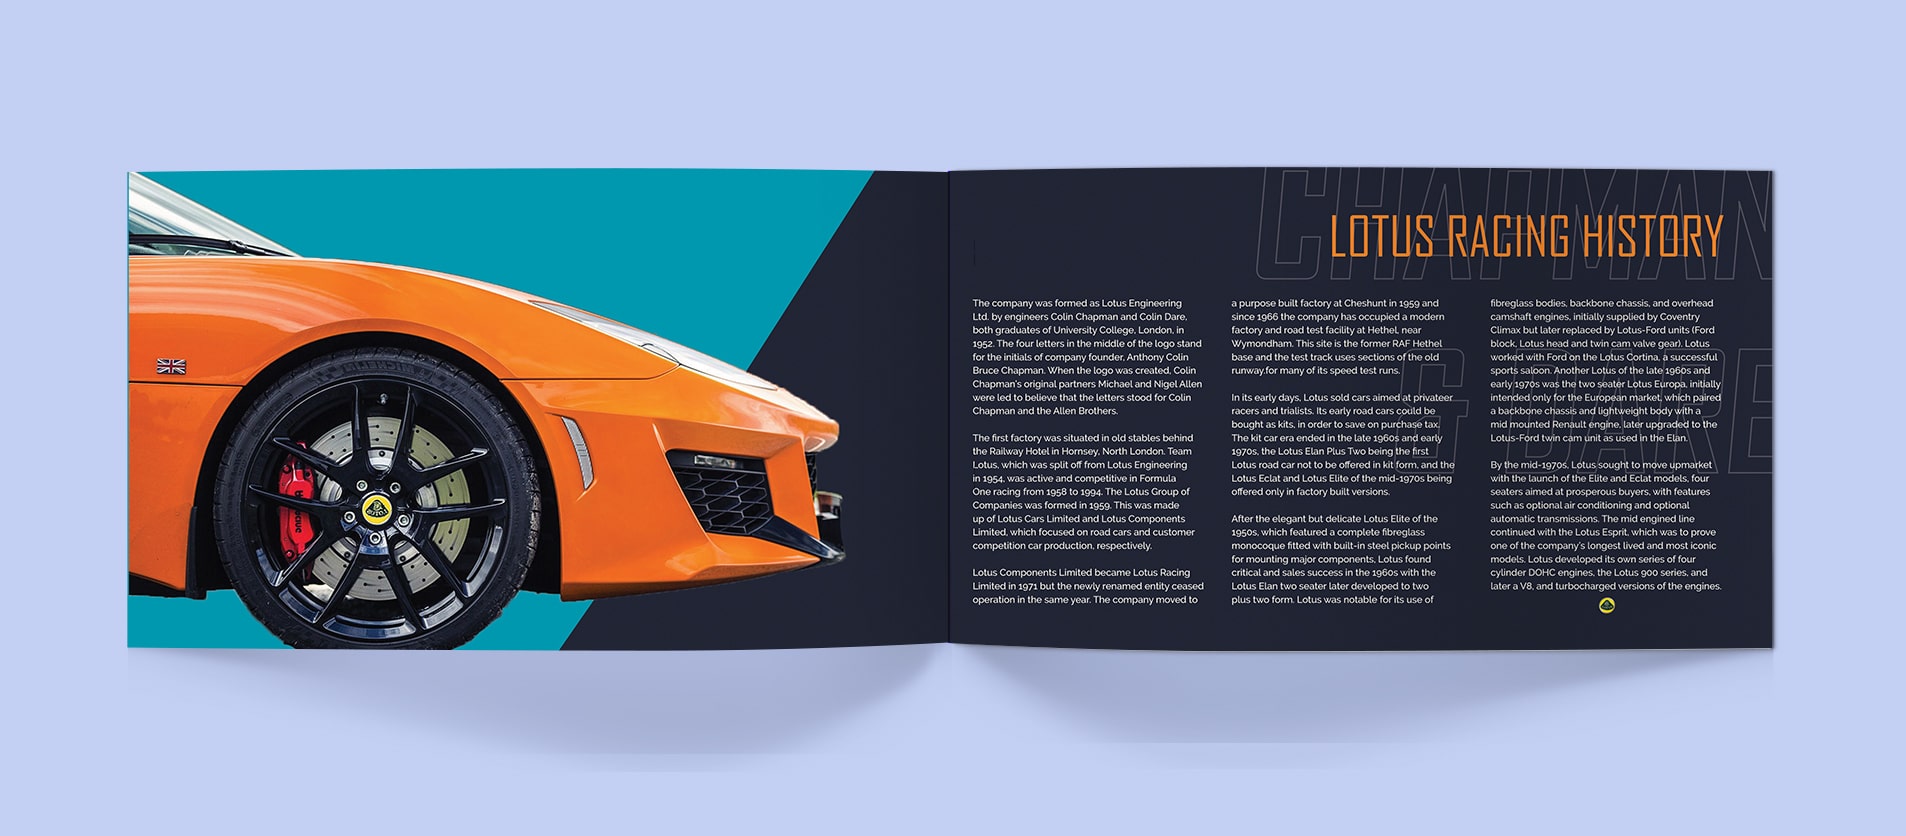 CHAPMAN
LOTUS RACING HISTORY
& DARE
The company was formed as Lotus Engineering
Ltd. by engineers Colin Chapman and Colin Dare,
both graduates of University College, London, in
1952. The four letters in the middle of the logo stand
for the initials of company founder, Anthony Colin
Bruce Chapman. When the logo was created, Colin
Chapman's original partners Michael and Nigel Allen
were led to believe that the letters stood for Colin
Chapman and the Allen Brothers.
The first factory was situated in old stables behind
the Railway Hotel in Hornsey, North London. Team
Lotus, which was split off from Lotus Engineering
in 1954, was active and competitive in Formula
One racing from 1958 to 1994. The Lotus Group of
Companies was formed in 1959. This was made
up of Lotus Cars Limited and Lotus Components
Limited, which focused on road cars and customer
competition car production, respectively.
Lotus Components Limited became Lotus Racing
Limited in 1971 but the newly renamed entity ceased
operation in the same year. The company moved to
a purpose built factory at Cheshunt in 1959 and
since 1966 the company has occupied a modern
factory and road test facility at Hethel, near
Wymondham. This site is the former RAF Hethel
base and the test track uses sections of the old
runway.for many of its speed test runs.
In its early days, Lotus sold cars aimed at privateer
racers and trialists. Its early road cars could be
bought as kits, in order to save on purchase tax.
The kit car era ended in the late 1960s and early
1970s, the Lotus Elan Plus Two being the first
Lotus road car not to be offered in kit form, and the
Lotus Eclat and Lotus Elite of the mid-1970s being
offered only in factory built versions.
After the elegant but delicate Lotus Elite of the
1950s, which featured a complete fibreglass
monocoque fitted with built-in steel pickup points
for mounting major components, Lotus found
critical and sales success in the 1960s with the
Lotus Elan two seater later developed to two
plus two form. Lotus was notable for its use of
fibreglass bodies, backbone chassis, and overhead
camshaft engines, initially supplied by Coventry
Climax but later replaced by Lotus-Ford units (Ford
block, Lotus head and twin cam valve gear). Lotus
worked with Ford on the Lotus Cortina, a successful
sports saloon. Another Lotus of the late 1960s and
early 1970s was the two seater Lotus Europa, initially
intended only for the European market, which paired
a backbone chassis and lightweight body with a
mid mounted Renault engine, later upgraded to the
Lotus-Ford twin cam unit as used in the Elan.
By the mid-1970s, Lotus sought to move upmarket
with the launch of the Elite and Eclat models, four
seaters aimed at prosperous buyers, with features
such as optional air conditioning and optional
automatic transmissions. The mid engined line
continued with the Lotus Esprit, which was to prove
one of the company's longest lived and most iconic
models. Lotus developed its own series of four
cylinder DOHC engines, the Lotus 900 series, and
later a V8, and turbocharged versions of the engines.
LOTUS